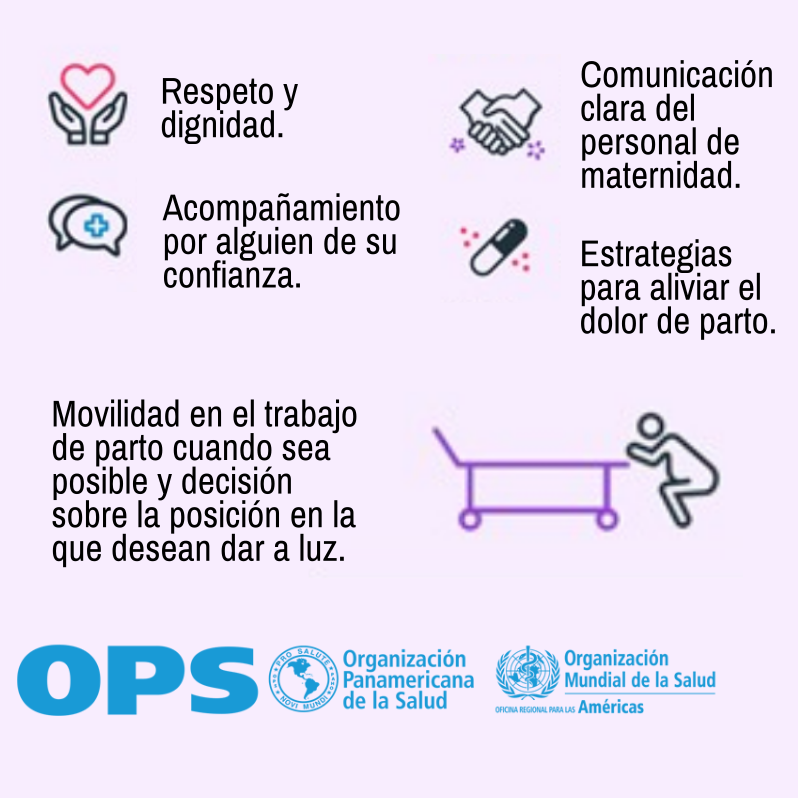 Respeto y
dignidad.
Comunicación
clara del
personal de
maternidad.
Acompañamiento
por alguien de su
confianza.
Estrategias
para aliviar el
dolor de parto.
Movilidad en el trabajo
de parto cuando sea
posible y decisión
sobre la posición en la
que desean dar a luz.
OPS
PRO SALUTE
NOVI MUNDI
Organización
Panamericana
de la Salud
Organización
Mundial de la Salud
OFICINA REGIONAL PARA LAS Américas